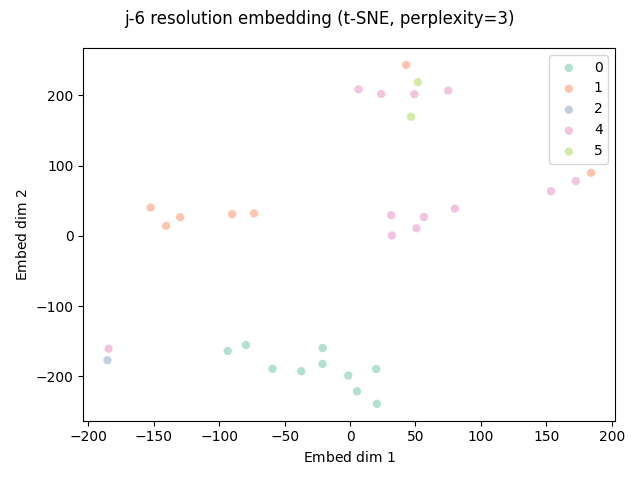 j-6 resolution embedding (t-SNE, perplexity=3)
0
1
2
4
5
200
100
0
−100
−200
Embed dim 2
−200 −150 −100 −50 0 50 100 150 200
Embed dim 1